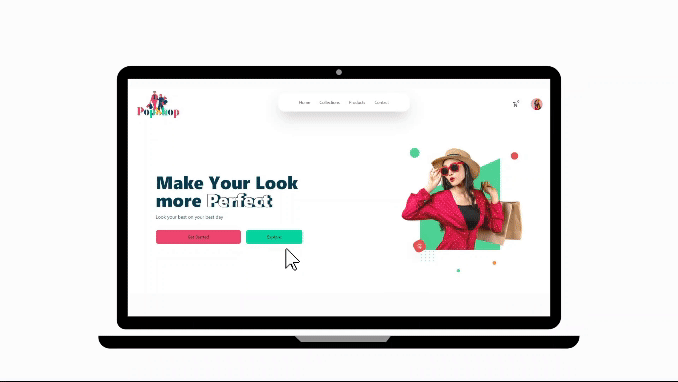 Popshop
Home Collections Products Contact
0
Make Your Look
more Perfect
Look your best on your best day
Get Started Explore